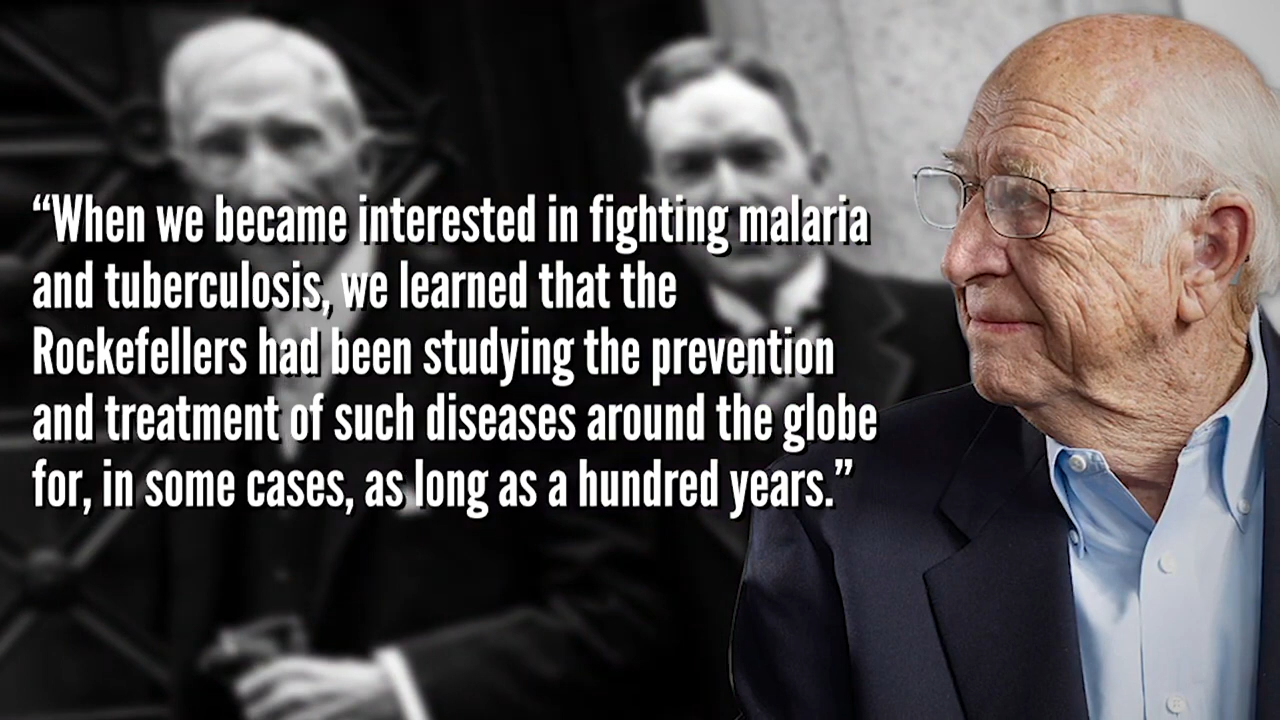 “When we became interested in fighting malaria
and tuberculosis, we learned that the
Rockefellers had been studying the prevention
and treatment of such diseases around the globe
for, in some cases, as long as a hundred years.”